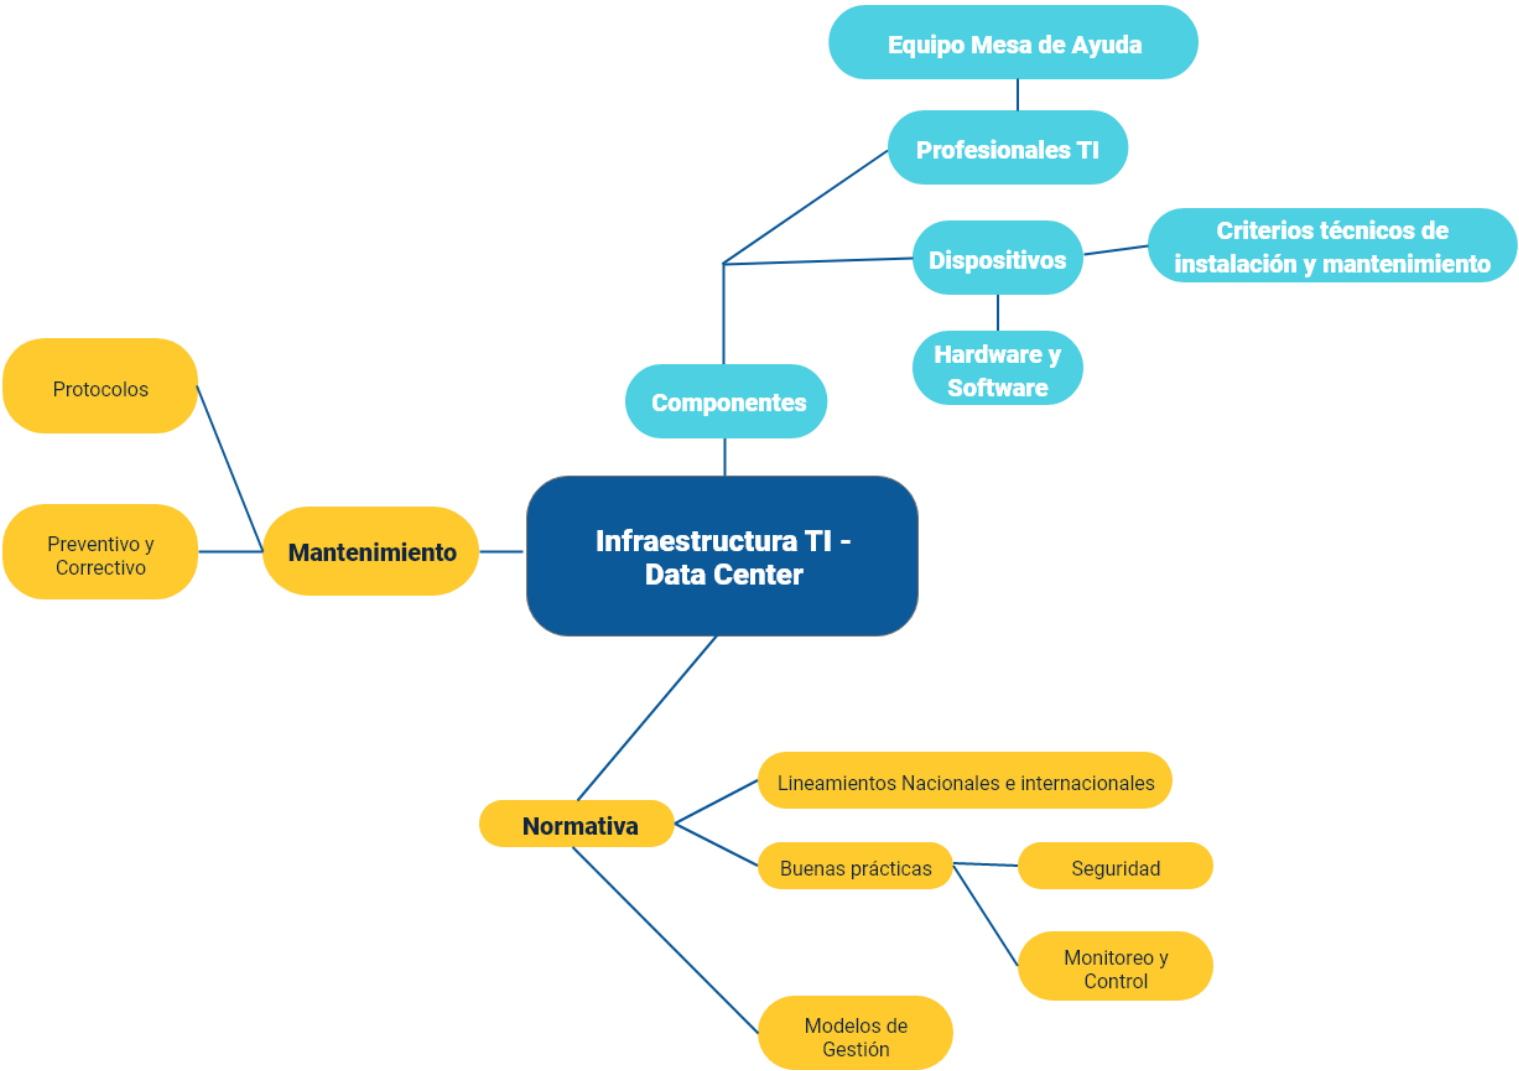 Equipo Mesa de Ayuda
Profesionales TI
Criterios técnicos de
instalación y mantenimiento
Dispositivos
Hardware y
Software
Componentes
Protocolos
Preventivo y
Correctivo
Mantenimiento
Infraestructura TI -
Data Center
Normativa
Lineamientos Nacionales e internacionales
Buenas prácticas
Seguridad
Monitoreo y
Control
Modelos de
Gestión